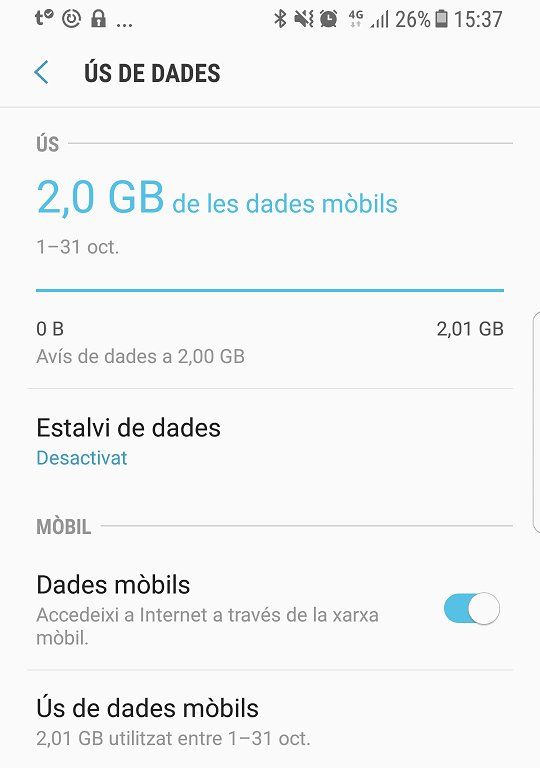 4G 26% 15:37
ÚS DE DADES
ÚS
2,0 GB de les dades mòbils
1–31 oct.
0 B 2,01 GB
Avís de dades a 2,00 GB
Estalvi de dades
Desactivat
MÒBIL
Dades mòbils
Accedeixi a Internet a través de la xarxa
mòbil.
Ús de dades mòbils
2,01 GB utilitzat entre 1–31 oct.